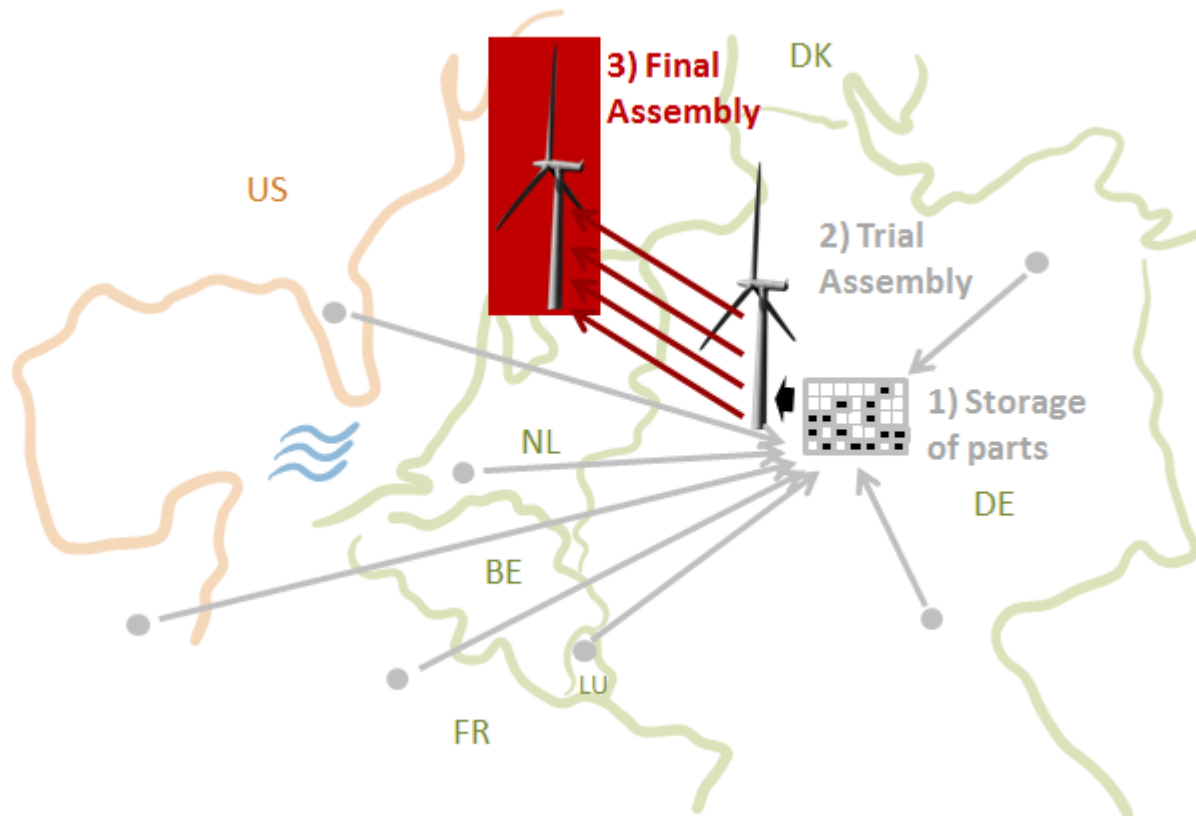 DK
3) Final
Assembly
US
2) Trial
Assembly
1) Storage
of parts
NL
DE
BE
LU
FR